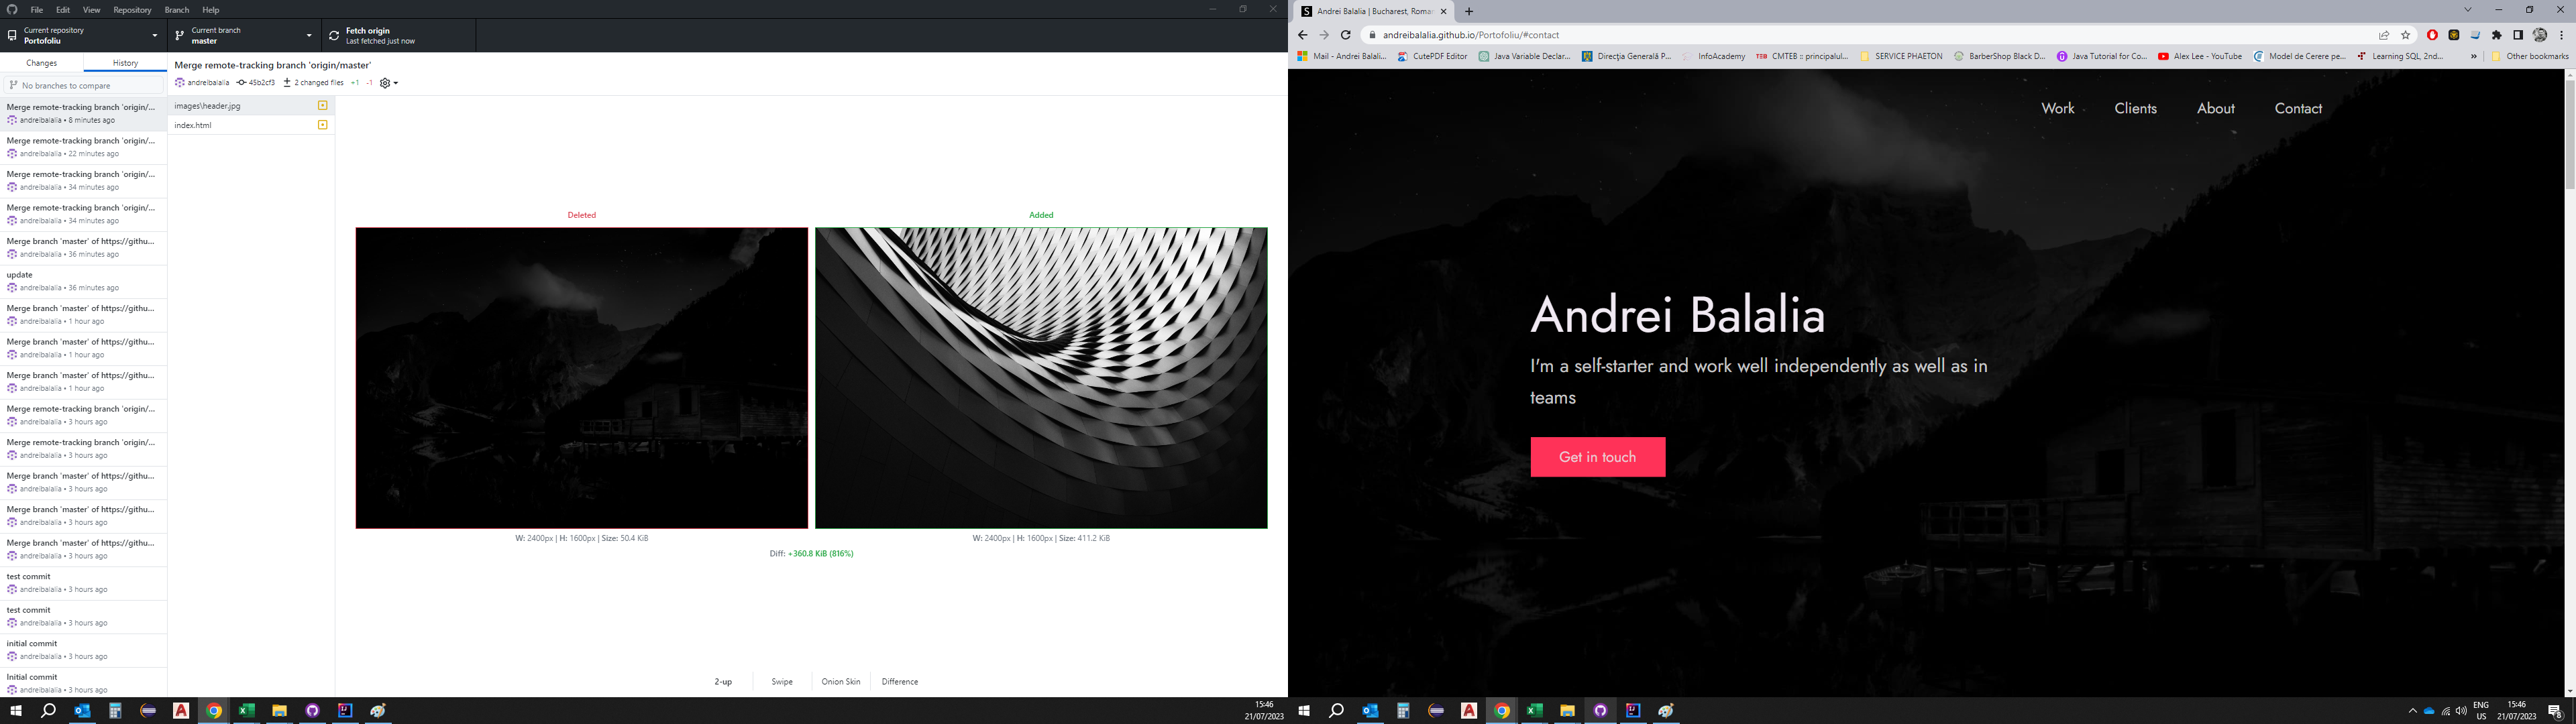 File Edit View Repository Branch Help
Current repository
Portofoliu
Current branch
master
Fetch origin
Last fetched just now
Changes History
No branches to compare
Merge remote-tracking branch 'origin/...
andreibalalia • 8 minutes ago
Merge remote-tracking branch 'origin/...
andreibalalia • 22 minutes ago
Merge remote-tracking branch 'origin/...
andreibalalia • 34 minutes ago
Merge remote-tracking branch 'origin/...
andreibalalia • 34 minutes ago
Merge branch 'master' of https://githu...
andreibalalia • 36 minutes ago
update
andreibalalia • 36 minutes ago
Merge branch 'master' of https://githu...
andreibalalia • 1 hour ago
Merge branch 'master' of https://githu...
andreibalalia • 1 hour ago
Merge branch 'master' of https://githu...
andreibalalia • 1 hour ago
Merge remote-tracking branch 'origin/...
andreibalalia • 3 hours ago
Merge remote-tracking branch 'origin/...
andreibalalia • 3 hours ago
Merge branch 'master' of https://githu...
andreibalalia • 3 hours ago
Merge branch 'master' of https://githu...
andreibalalia • 3 hours ago
Merge branch 'master' of https://githu...
andreibalalia • 3 hours ago
test commit
andreibalalia • 3 hours ago
test commit
andreibalalia • 3 hours ago
initial commit
andreibalalia • 3 hours ago
Initial commit
andreibalalia • 3 hours ago
Merge remote-tracking branch 'origin/master'
andreibalalia 45b2cf3 2 changed files +1 -1
images\header.jpg
index.html
Deleted
Added
W: 2400px | H: 1600px | Size: 50.4 KiB
W: 2400px | H: 1600px | Size: 411.2 KiB
Diff: +360.8 KiB (816%)
2-up Swipe Onion Skin Difference
15:46
21/07/2023
Andrei Balalia | Bucharest, Roma
andreibalalia.github.io/Portofoliu/#contact
Mail - Andrei Balali... CutePDF Editor Java Variable Declar... Direcția Generală P... InfoAcademy CMTEB :: principalul... SERVICE PHAETON BarberShop Black D... Java Tutorial for Co... Alex Lee - YouTube Model de Cerere pe... Learning SQL, 2nd... » Other bookmarks
Work Clients About Contact
Andrei Balalia
I'm a self-starter and work well independently as well as in
teams
Get in touch
ENG
US
15:46
21/07/2023